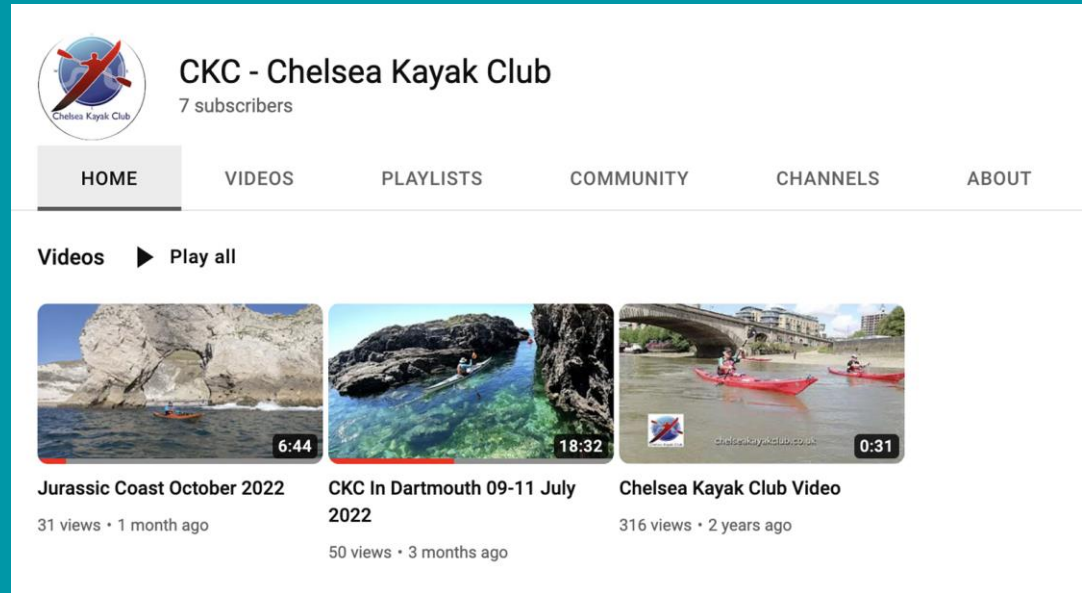 CKC - Chelsea Kayak Club
7 subscribers
Chelsea Kayak Club
HOME VIDEOS PLAYLISTS COMMUNITY CHANNELS ABOUT
Videos Play all
6:44
18:32
chelseakayakclub.co.uk
0:31
Jurassic Coast October 2022
31 views • 1 month ago
CKC In Dartmouth 09-11 July
2022
50 views • 3 months ago
Chelsea Kayak Club Video
316 views • 2 years ago